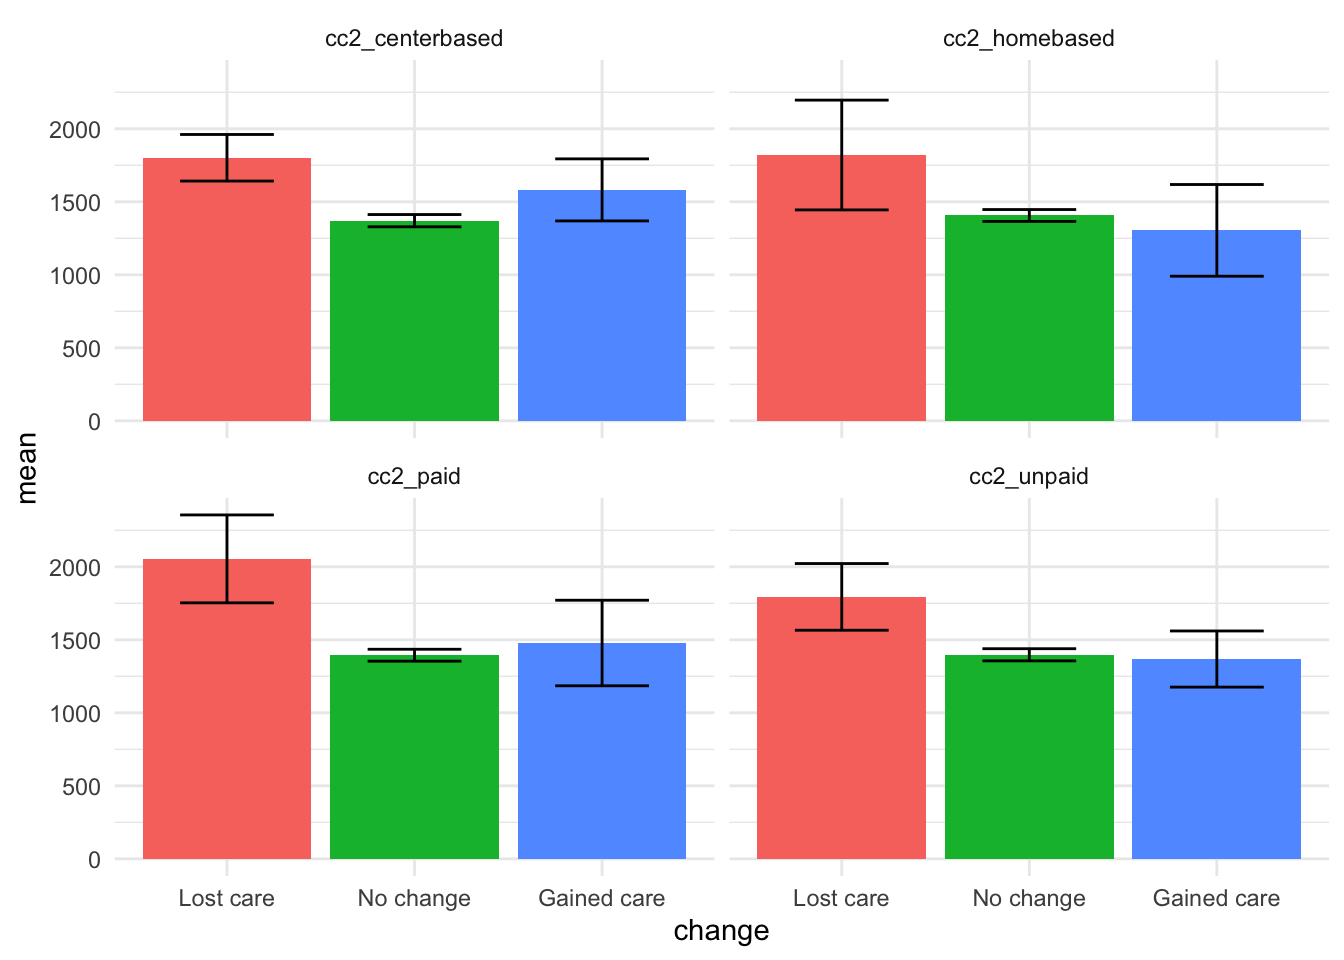 cc2_centerbased
cc2_homebased
2000
1500
1000
500
0
cc2_paid
cc2_unpaid
2000
1500
1000
500
0
mean
Lost care No change Gained care Lost care No change Gained care
change